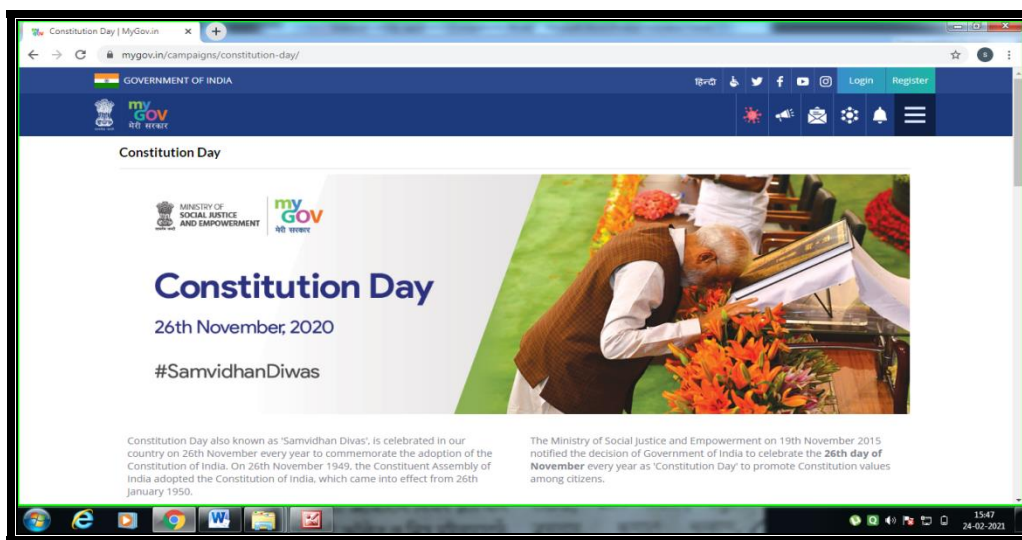 Constitution Day | MyGov.in
mygov.in/campaigns/constitution-day/
S
GOVERNMENT OF INDIA
हिन्दी
Login
Register
my
GOV
मेरी सरकार
Constitution Day
MINISTRY OF
SOCIAL JUSTICE
AND EMPOWERMENT
my
GOV
मेरी सरकार
Constitution Day
26th November, 2020
#SamvidhanDiwas
Constitution Day also known as 'Samvidhan Divas', is celebrated in our
country on 26th November every year to commemorate the adoption of the
Constitution of India. On 26th November 1949, the Constituent Assembly of
India adopted the Constitution of India, which came into effect from 26th
January 1950.
The Ministry of Social Justice and Empowerment on 19th November 2015
notified the decision of Government of India to celebrate the 26th day of
November every year as 'Constitution Day' to promote Constitution values
among citizens.
15:47
24-02-2021